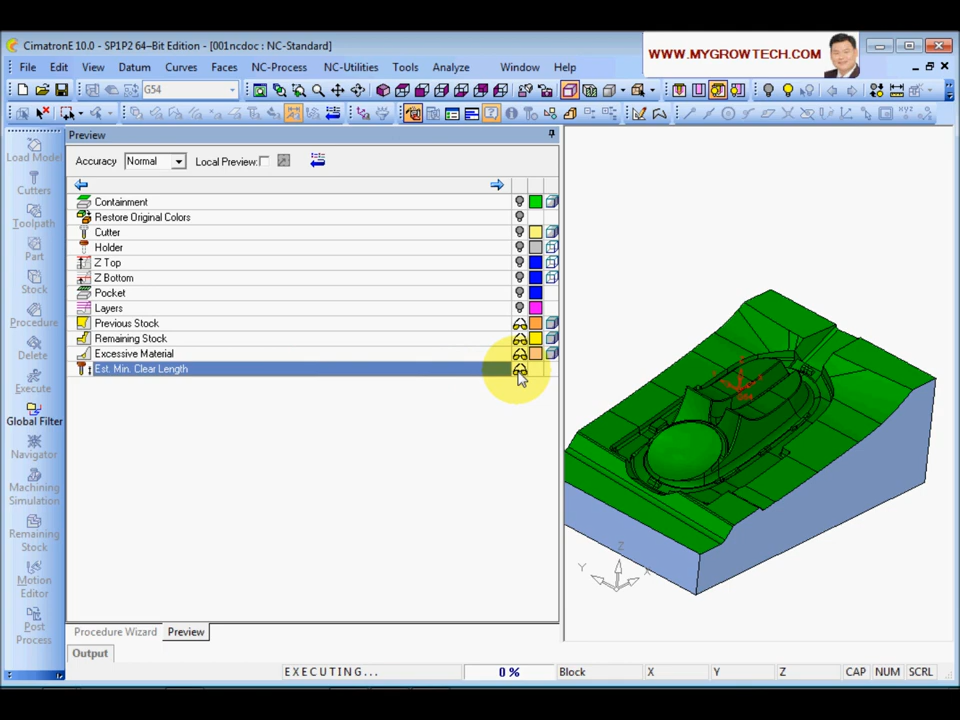 CimatronE 10.0 - SP1P2 64-Bit Edition - [001ncdoc : NC-Standard]
WWW.MYGROWTECH.COM
File Edit View Datum Curves Faces NC-Process NC-Utilities Tools Analyze Window Help
G54
Preview
Accuracy Normal Local Preview:
Containment
Restore Original Colors
Cutter
Holder
Z Top
Z Bottom
Pocket
Layers
Previous Stock
Remaining Stock
Excessive Material
Est. Min. Clear Length
Load Model
Cutters
Toolpath
Part
Stock
Procedure
Delete
Execute
Global Filter
Navigator
Machining
Simulation
Remaining
Stock
Motion
Editor
Post
Process
G54
Z
Y
X
Procedure Wizard Preview
Output
EXECUTING... 0 % Block X Y Z CAP NUM SCRL